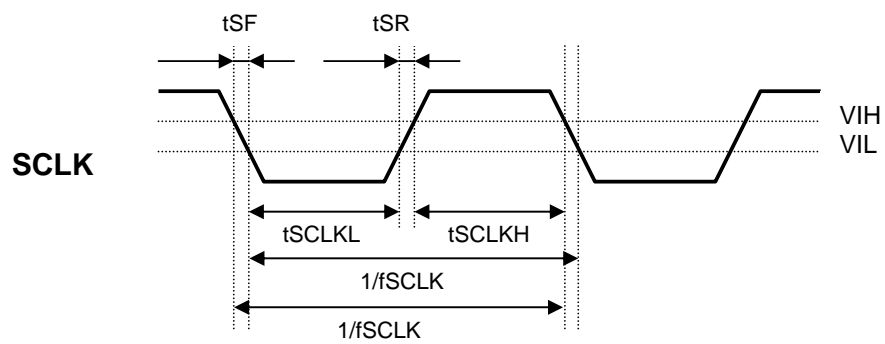 tSF tSR
VIH
VIL
SCLK
tSCLKL tSCLKH
1/fSCLK
1/fSCLK